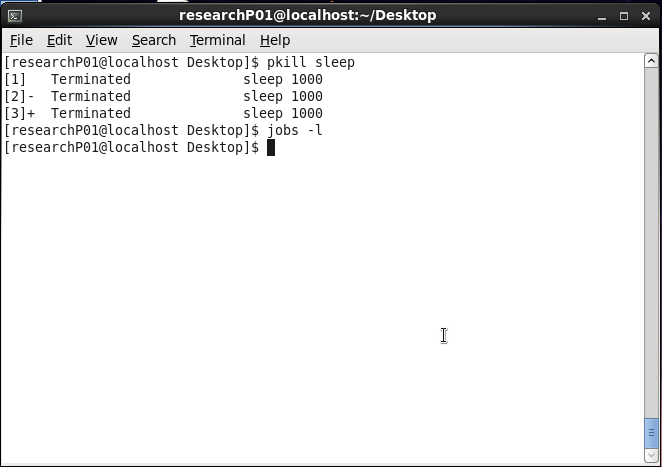 researchP01@localhost:~/Desktop
File Edit View Search Terminal Help
[researchP01@localhost Desktop]$ pkill sleep
[1]   Terminated              sleep 1000
[2]-  Terminated              sleep 1000
[3]+  Terminated              sleep 1000
[researchP01@localhost Desktop]$ jobs -l
[researchP01@localhost Desktop]$